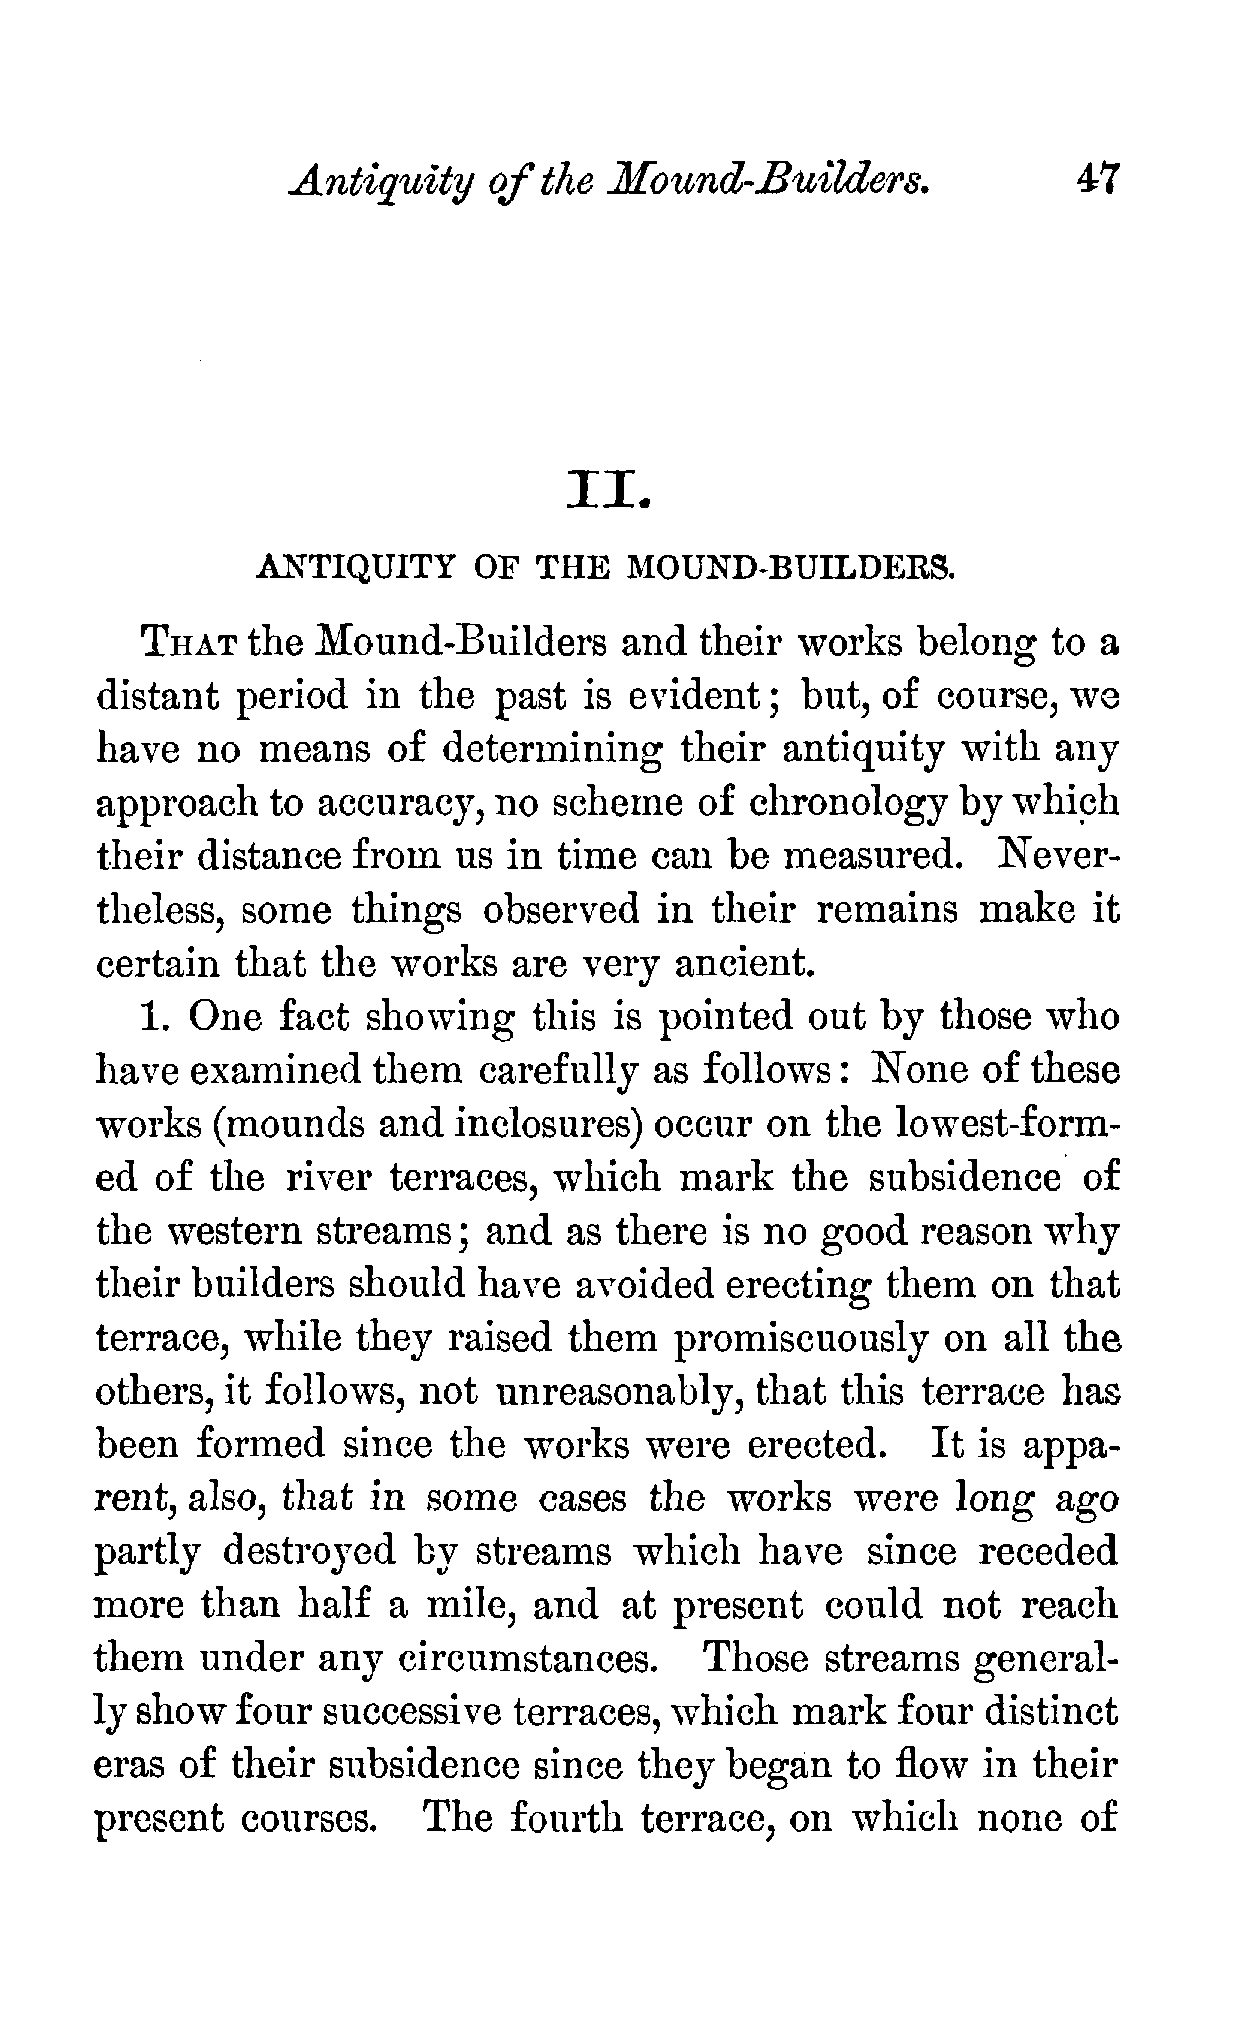 Antiquity of the Mound-Builders. 47
II.
ANTIQUITY OF THE MOUND-BUILDERS.
THAT the Mound-Builders and their works belong to a
distant period in the past is evident; but, of course, we
have no means of determining their antiquity with any
approach to accuracy, no scheme of chronology by which
their distance from us in time can be measured. Never-
theless, some things observed in their remains make it
certain that the works are very ancient.
1. One fact showing this is pointed out by those who
have examined them carefully as follows: None of these
works (mounds and inclosures) occur on the lowest-form-
ed of the river terraces, which mark the subsidence of
the western streams; and as there is no good reason why
their builders should have avoided erecting them on that
terrace, while they raised them promiscuously on all the
others, it follows, not unreasonably, that this terrace has
been formed since the works were erected. It is appa-
rent, also, that in some cases the works were long ago
partly destroyed by streams which have since receded
more than half a mile, and at present could not reach
them under any circumstances. Those streams general-
ly show four successive terraces, which mark four distinct
eras of their subsidence since they began to flow in their
present courses. The fourth terrace, on which none of